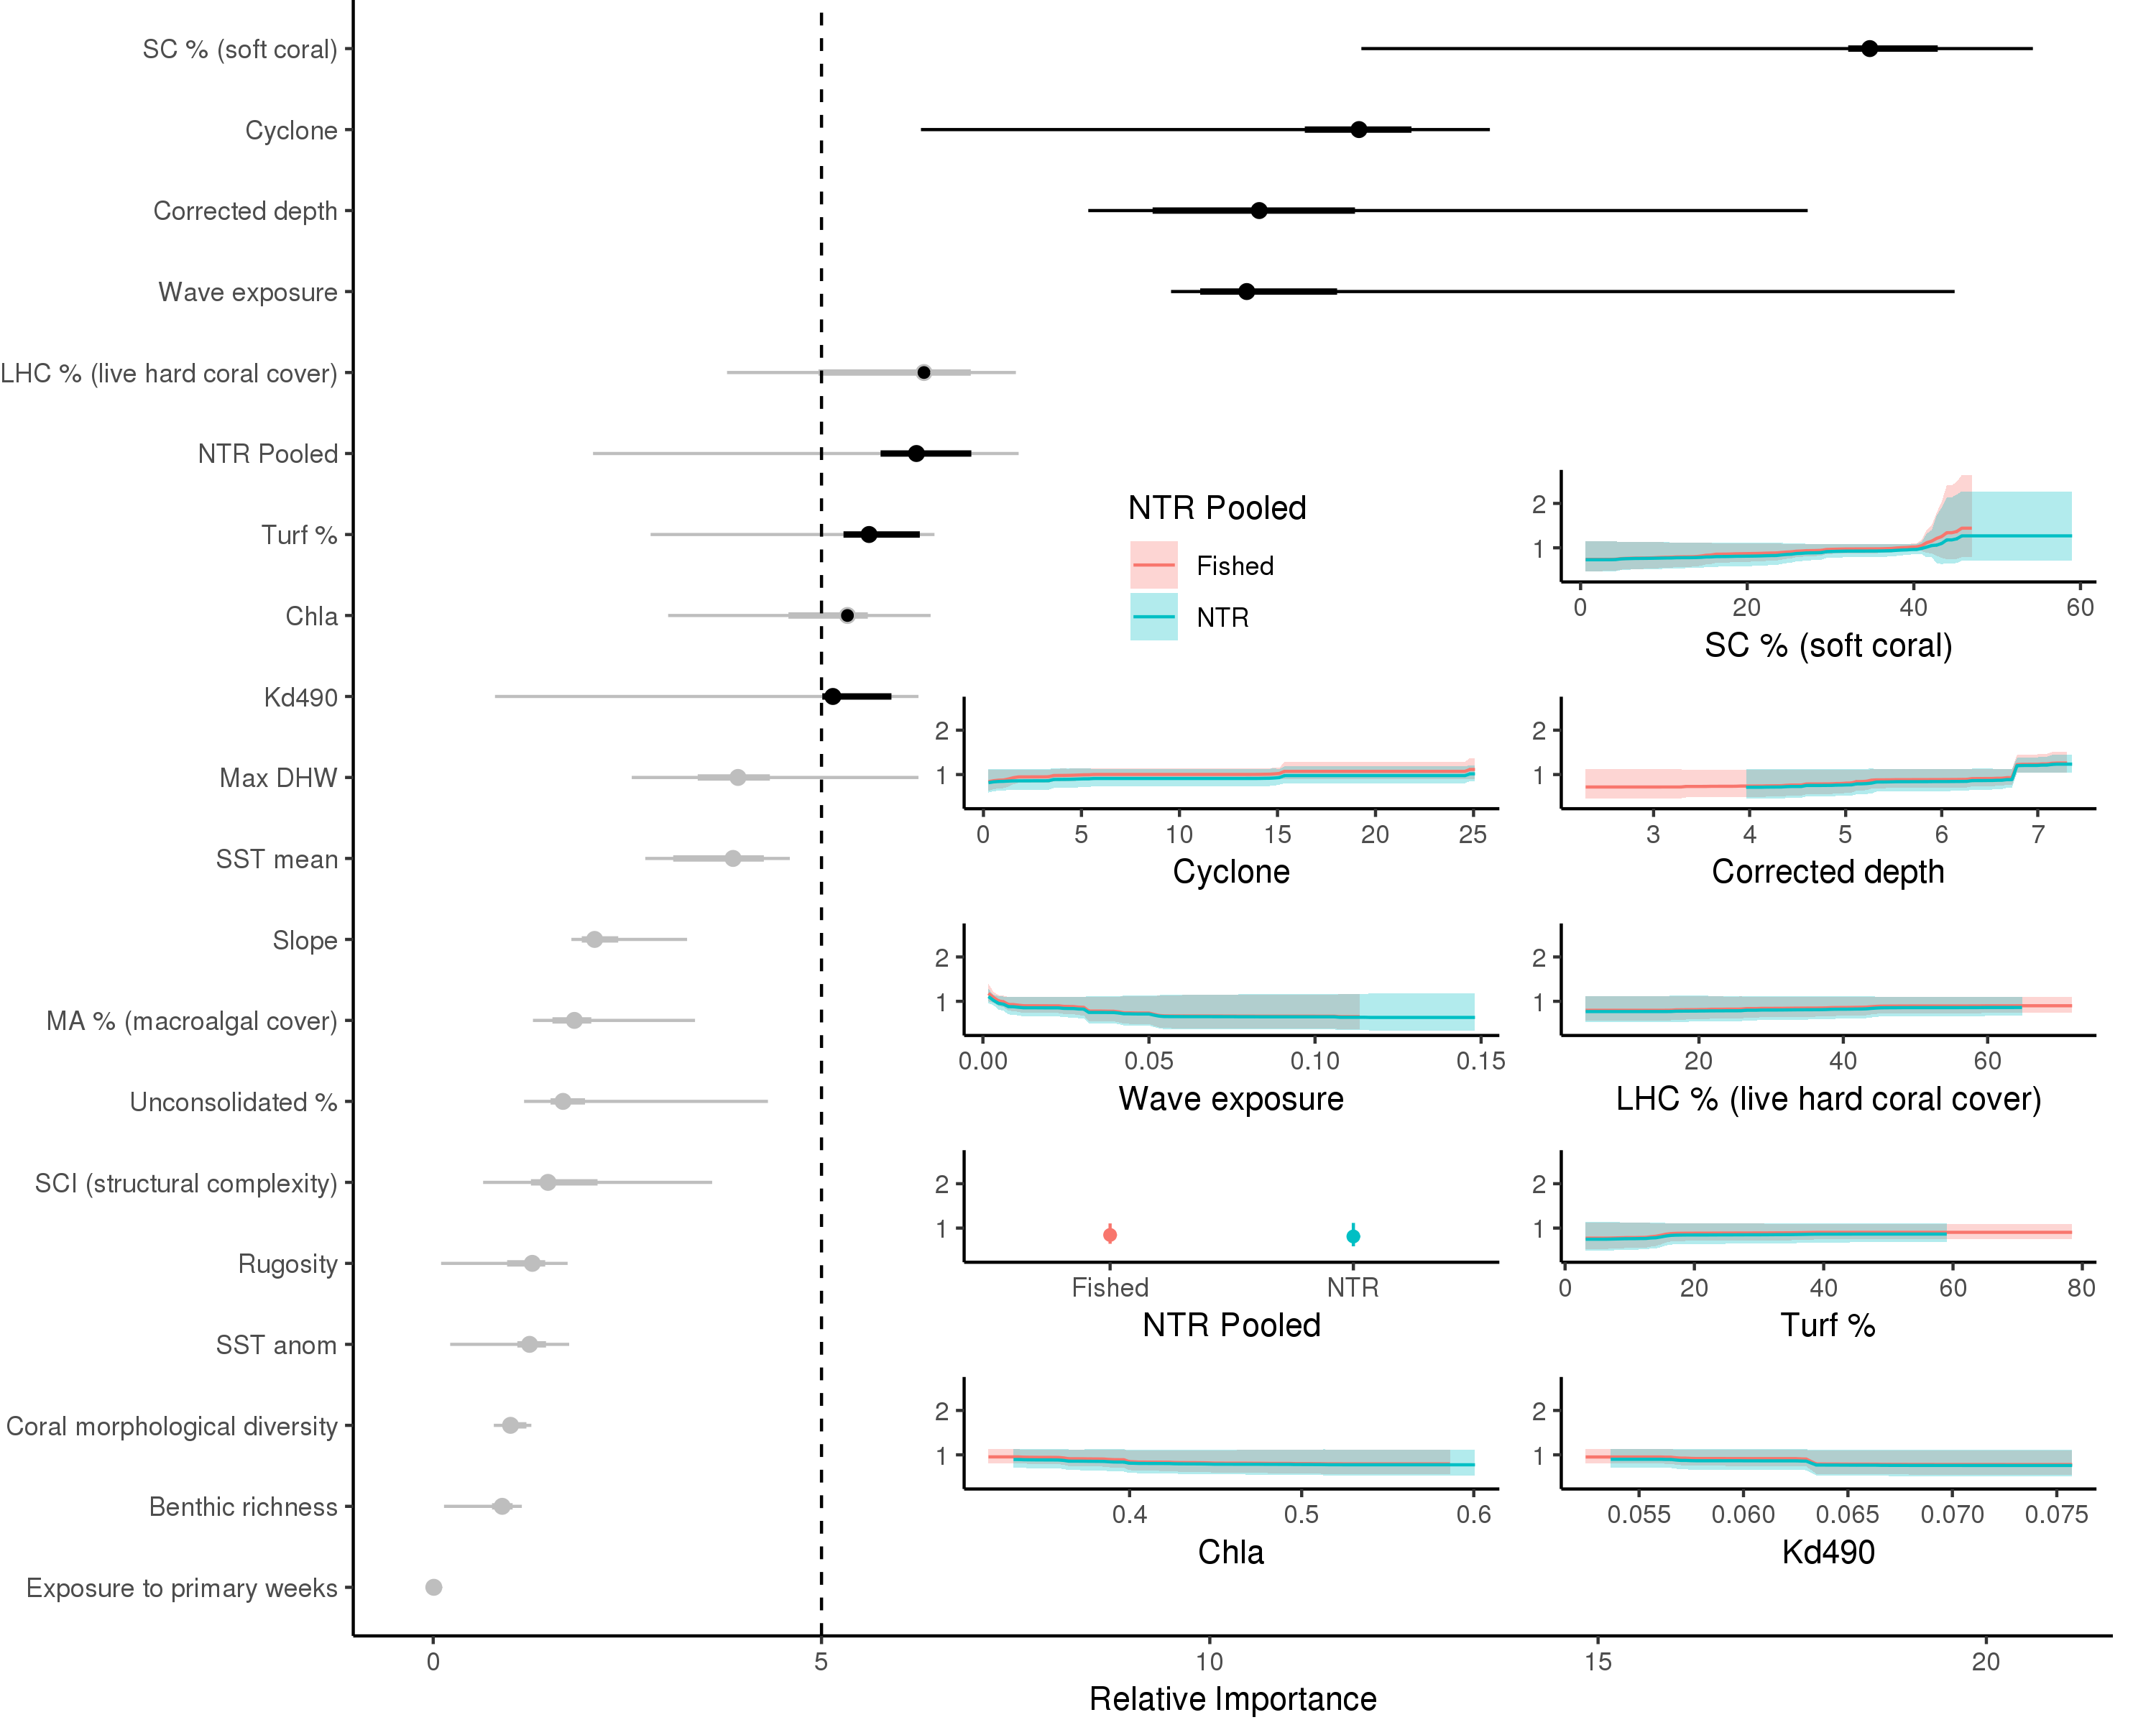 SC % (soft coral)
Cyclone
Corrected depth
Wave exposure
LHC % (live hard coral cover)
NTR Pooled
Turf %
Chla
Kd490
Max DHW
SST mean
Slope
MA % (macroalgal cover)
Unconsolidated %
SCI (structural complexity)
Rugosity
SST anom
Coral morphological diversity
Benthic richness
Exposure to primary weeks
0 5 10 15 20
Relative Importance
NTR Pooled
Fished
NTR
2
1
0 20 40 60
SC % (soft coral)
2
1
0 5 10 15 20 25
Cyclone
2
1
3 4 5 6 7
Corrected depth
2
1
0.00 0.05 0.10 0.15
Wave exposure
2
1
20 40 60
LHC % (live hard coral cover)
2
1
Fished NTR
NTR Pooled
2
1
0 20 40 60 80
Turf %
2
1
0.4 0.5 0.6
Chla
2
1
0.055 0.060 0.065 0.070 0.075
Kd490